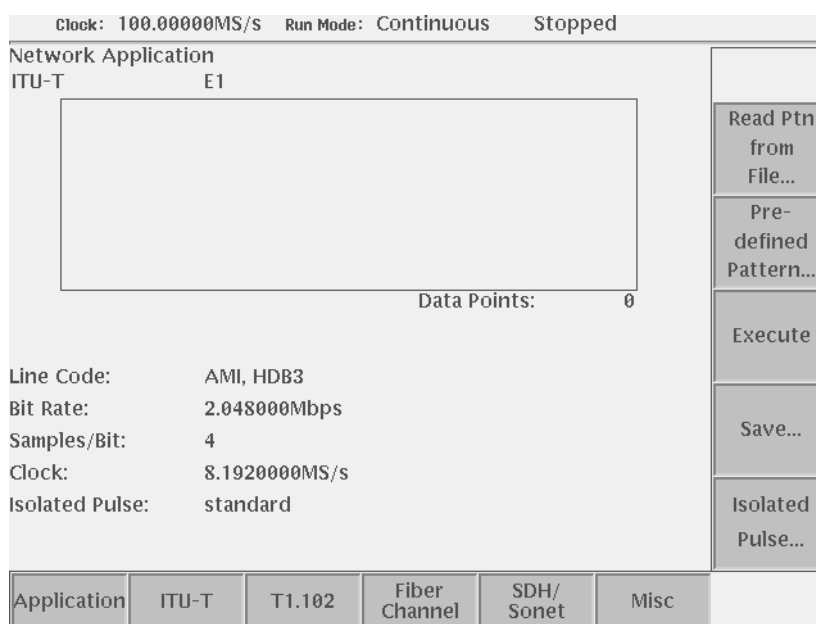 Clock: 100.00000MS/s Run Mode: Continuous Stopped
Network Application
ITU-T E1
Data Points: 0
Line Code: AMI, HDB3
Bit Rate: 2.048000Mbps
Samples/Bit: 4
Clock: 8.1920000MS/s
Isolated Pulse: standard
Read Ptn
from
File...
Pre-
defined
Pattern...
Execute
Save...
Isolated
Pulse...
Application ITU-T T1.102 Fiber Channel SDH/ Sonet Misc